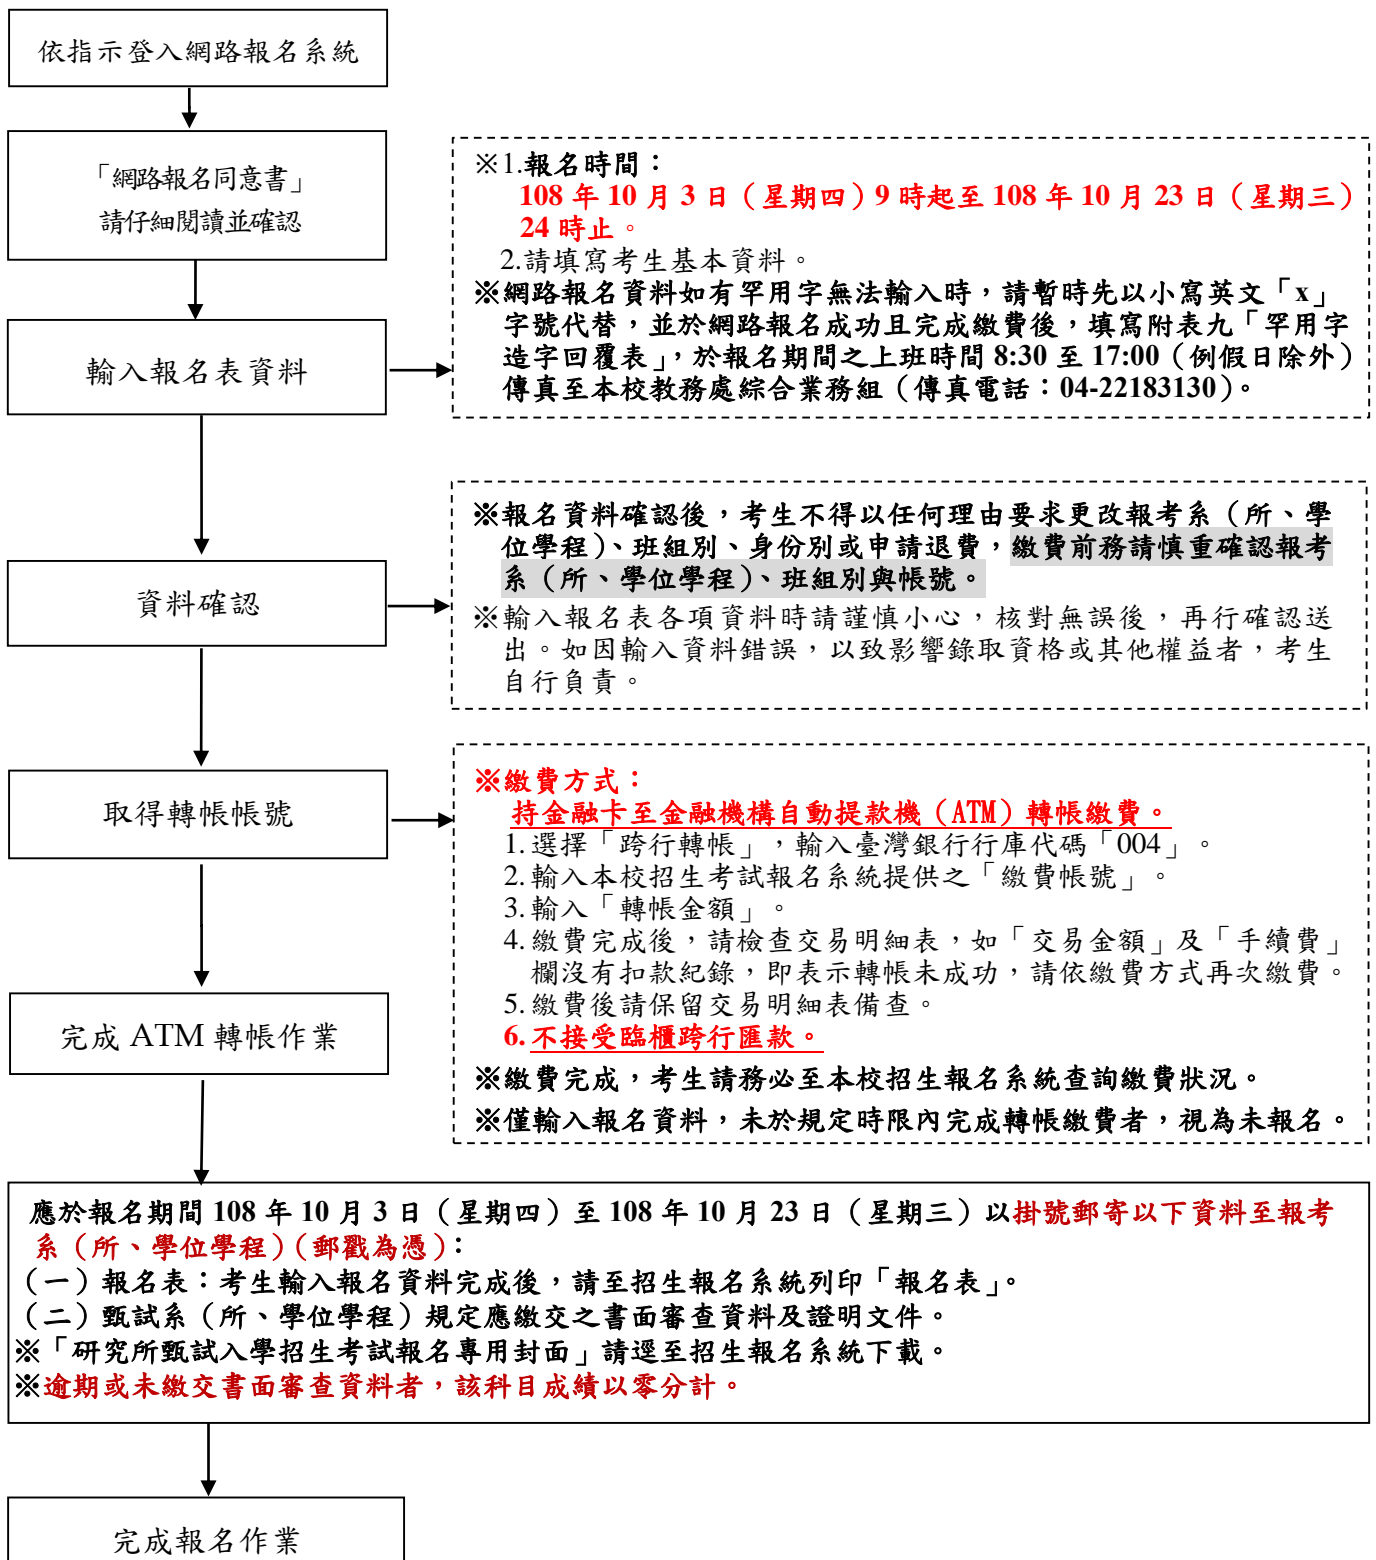 依指示登入網路報名系統
「網路報名同意書」
請仔細閱讀並確認
※1.報名時間：
108 年 10 月 3 日（星期四）9 時起至 108 年 10 月 23 日（星期三）
24 時止。
2.請填寫考生基本資料。
※網路報名資料如有罕用字無法輸入時，請暫時先以小寫英文「x」
字號代替，並於網路報名成功且完成繳費後，填寫附表九「罕用字
造字回覆表」，於報名期間之上班時間 8:30 至 17:00（例假日除外）
傳真至本校教務處綜合業務組（傳真電話：04-22183130）。
輸入報名表資料
※報名資料確認後，考生不得以任何理由要求更改報考系（所、學
位學程）、班組別、身份別或申請退費，繳費前務請慎重確認報考
系（所、學位學程）、班組別與帳號。
※輸入報名表各項資料時請謹慎小心，核對無誤後，再行確認送
出。如因輸入資料錯誤，以致影響錄取資格或其他權益者，考生
自行負責。
資料確認
取得轉帳帳號
※繳費方式：
持金融卡至金融機構自動提款機（ATM）轉帳繳費。
1.選擇「跨行轉帳」，輸入臺灣銀行行庫代碼「004」。
2.輸入本校招生考試報名系統提供之「繳費帳號」。
3.輸入「轉帳金額」。
4.繳費完成後，請檢查交易明細表，如「交易金額」及「手續費」
欄沒有扣款紀錄，即表示轉帳未成功，請依繳費方式再次繳費。
5.繳費後請保留交易明細表備查。
6.不接受臨櫃跨行匯款。
※繳費完成，考生請務必至本校招生報名系統查詢繳費狀況。
※僅輸入報名資料，未於規定時限內完成轉帳繳費者，視為未報名。
完成 ATM 轉帳作業
應於報名期間 108 年 10 月 3 日（星期四）至 108 年 10 月 23 日（星期三）以掛號郵寄以下資料至報考
系（所、學位學程）（郵戳為憑）：
（一）報名表：考生輸入報名資料完成後，請至招生報名系統列印「報名表」。
（二）甄試系（所、學位學程）規定應繳交之書面審查資料及證明文件。
※「研究所甄試入學招生考試報名專用封面」請逕至招生報名系統下載。
※逾期或未繳交書面審查資料者，該科目成績以零分計。
完成報名作業